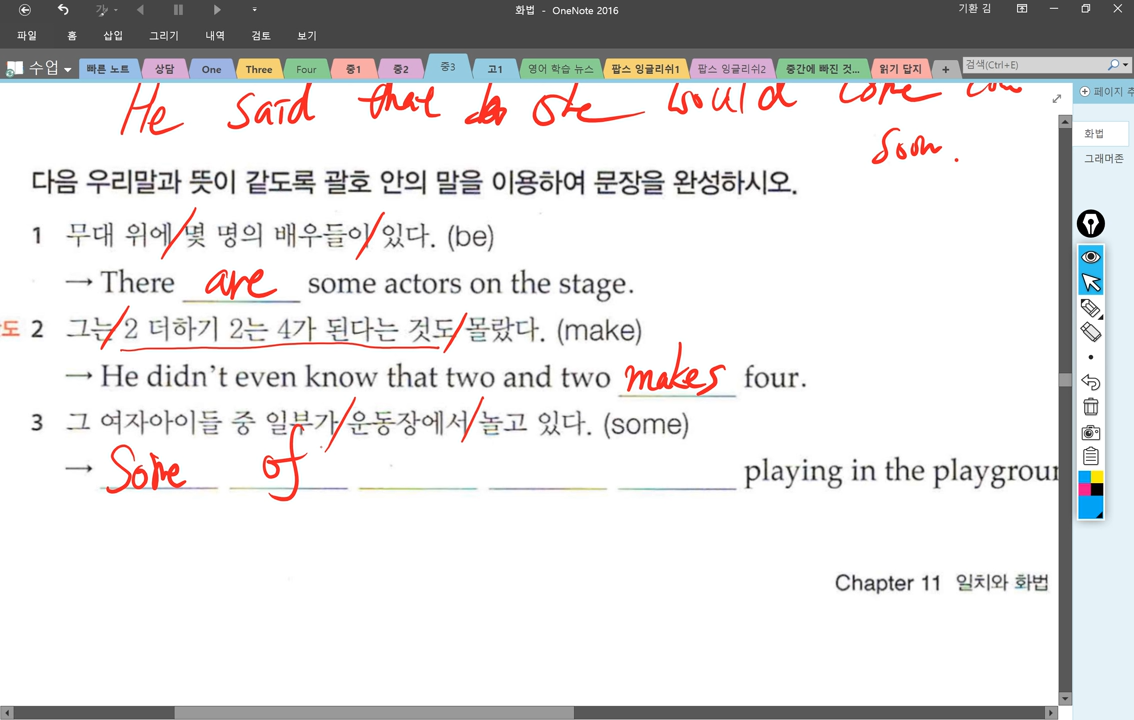 화법 - OneNote 2016
기환 김
파일 홈 삽입 그리기 내역 검토 보기
수업 빠른 노트 상담 One Three Four 중1 중2 중3 고1 영어 학습 뉴스 팝스 잉글리쉬1 팝스 잉글리쉬2 중간에 빠진 것... 읽기 답지 + 검색(Ctrl+E)
페이지 추
화법
그래머존
He said that she would come
soon.
다음 우리말과 뜻이 같도록 괄호 안의 말을 이용하여 문장을 완성하시오.
1 무대 위에/몇 명의 배우들이/있다. (be)
→ There are some actors on the stage.
도 2 그는/2 더하기 2는 4가 된다는 것도/몰랐다. (make)
→ He didn't even know that two and two makes four.
3 그 여자아이들 중 일부가/운동장에서/놀고 있다. (some)
→ Some of playing in the playgroun
Chapter 11 일치와 화법